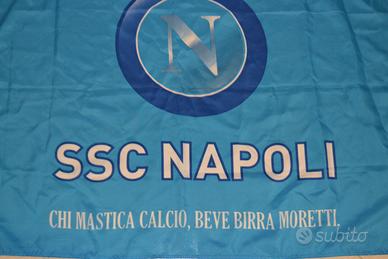 N
SSC NAPOLI
CHI MASTICA CALCIO, BEVE BIRRA MORETTI.
subito